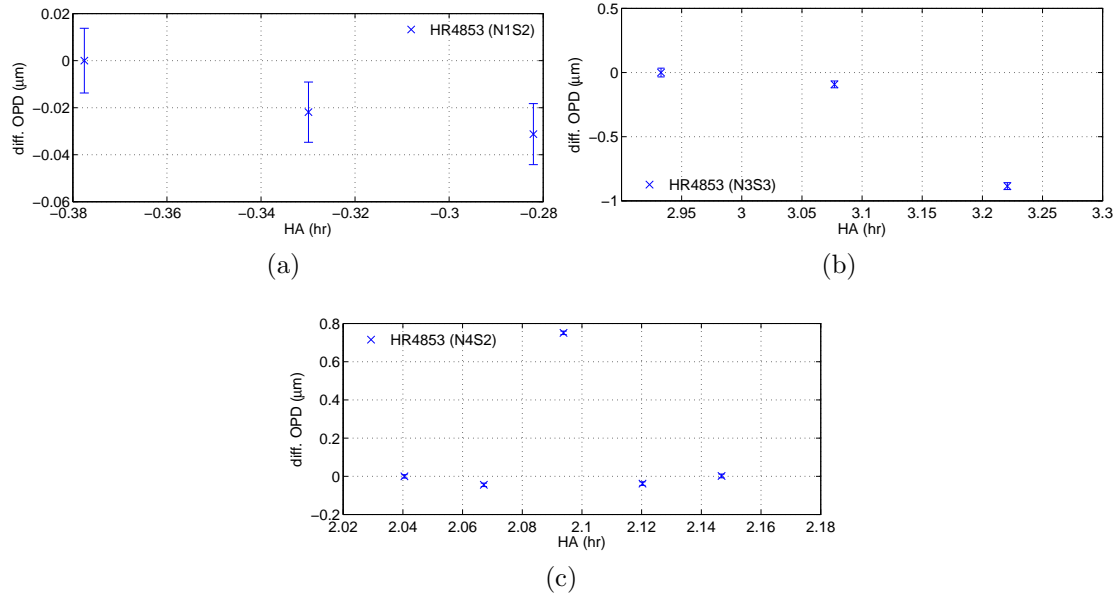 0.02
0
−0.02
−0.04
−0.06
diff. OPD (μm)
HR4853 (N1S2)
−0.38 −0.36 −0.34 −0.32 −0.3 −0.28
HA (hr)
(a)
0.5
0
−0.5
−1
diff. OPD (μm)
HR4853 (N3S3)
2.95 3 3.05 3.1 3.15 3.2 3.25 3.3
HA (hr)
(b)
0.8
0.6
0.4
0.2
0
−0.2
diff. OPD (μm)
HR4853 (N4S2)
2.02 2.04 2.06 2.08 2.1 2.12 2.14 2.16 2.18
HA (hr)
(c)